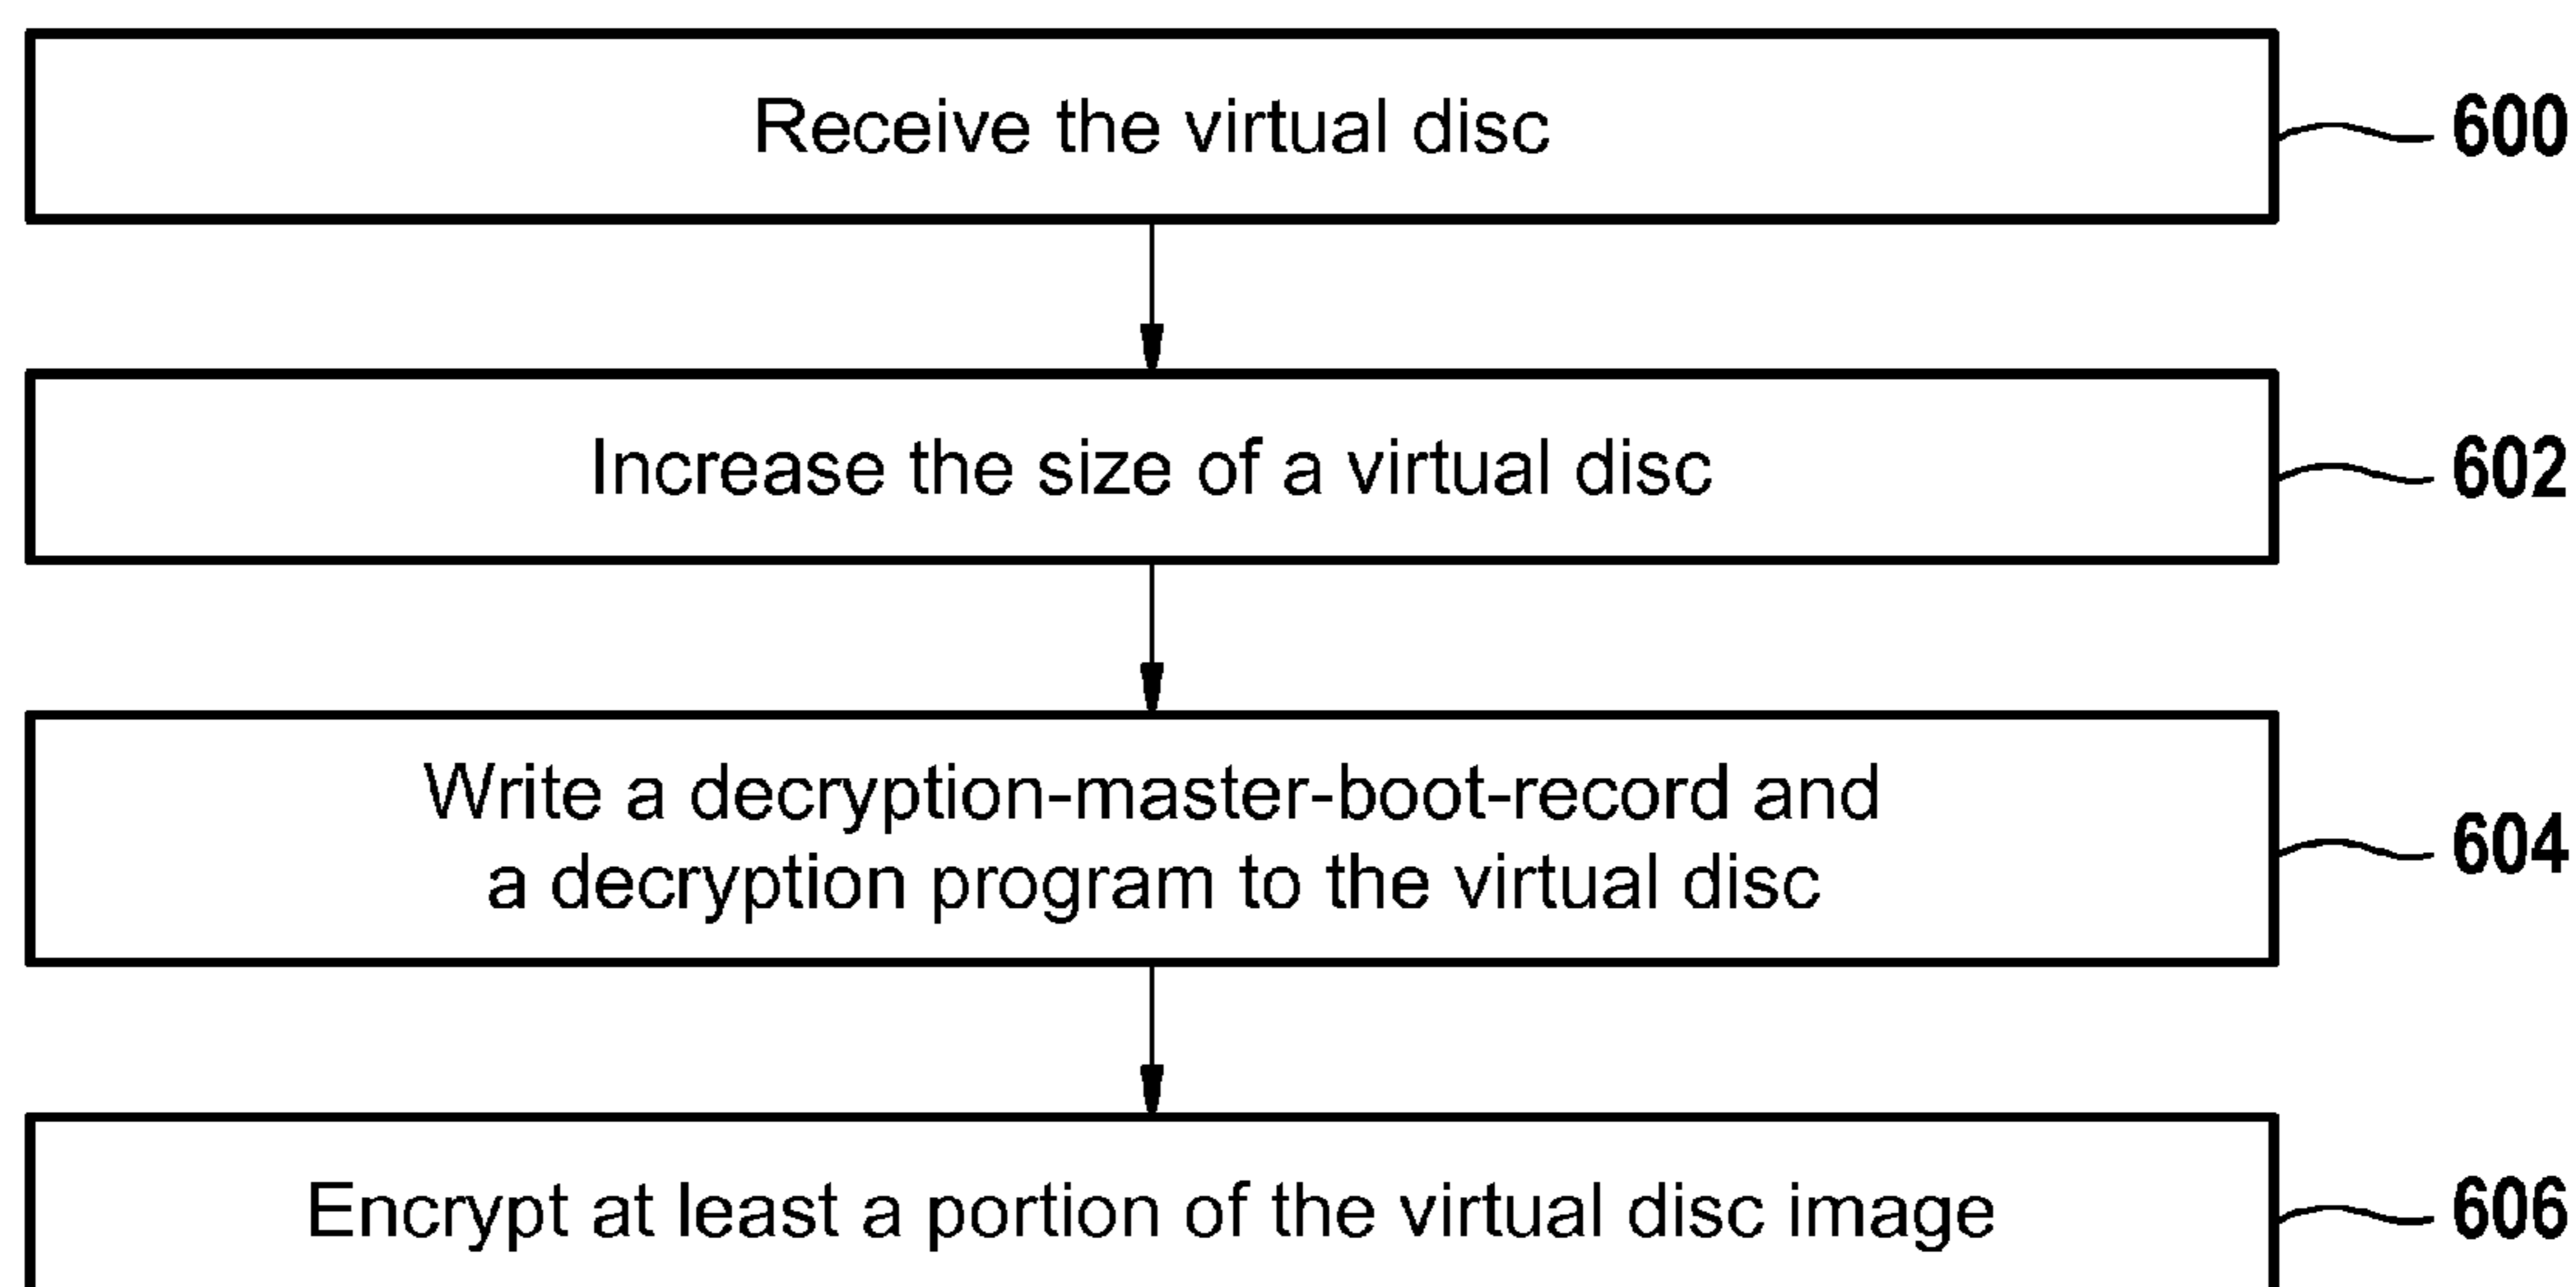 Receive the virtual disc
600
Increase the size of a virtual disc
602
Write a decryption-master-boot-record and
a decryption program to the virtual disc
604
Encrypt at least a portion of the virtual disc image
606